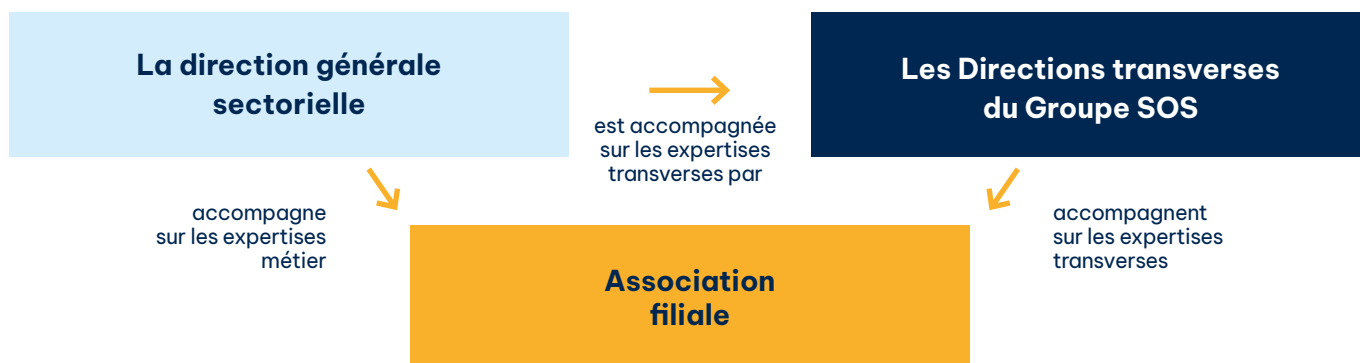 La direction générale
sectorielle
Les Directions transverses
du Groupe SOS
est accompagnée
sur les expertises
transverses par
accompagne
sur les expertises
métier
accompagnent
sur les expertises
transverses
Association
filiale